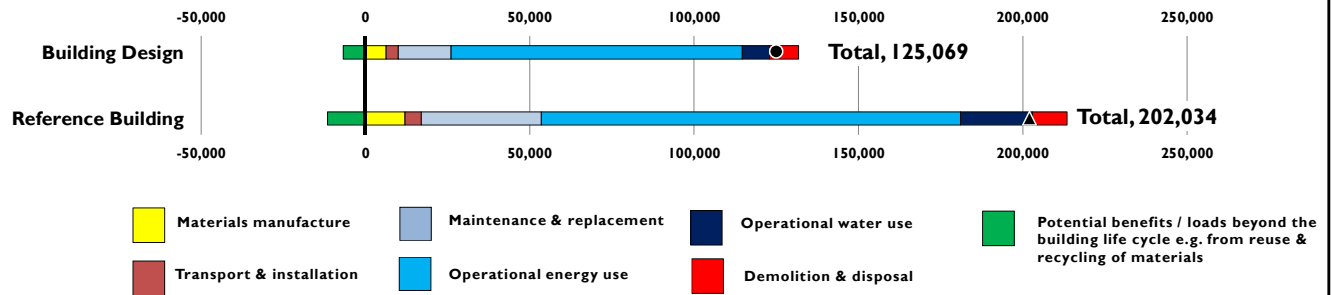 -50,000 0 50,000 100,000 150,000 200,000 250,000
Building Design
Total, 125,069
Reference Building
Total, 202,034
-50,000 0 50,000 100,000 150,000 200,000 250,000
Materials manufacture
Maintenance & replacement
Operational water use
Potential benefits / loads beyond the
building life cycle e.g. from reuse &
recycling of materials
Transport & installation
Operational energy use
Demolition & disposal